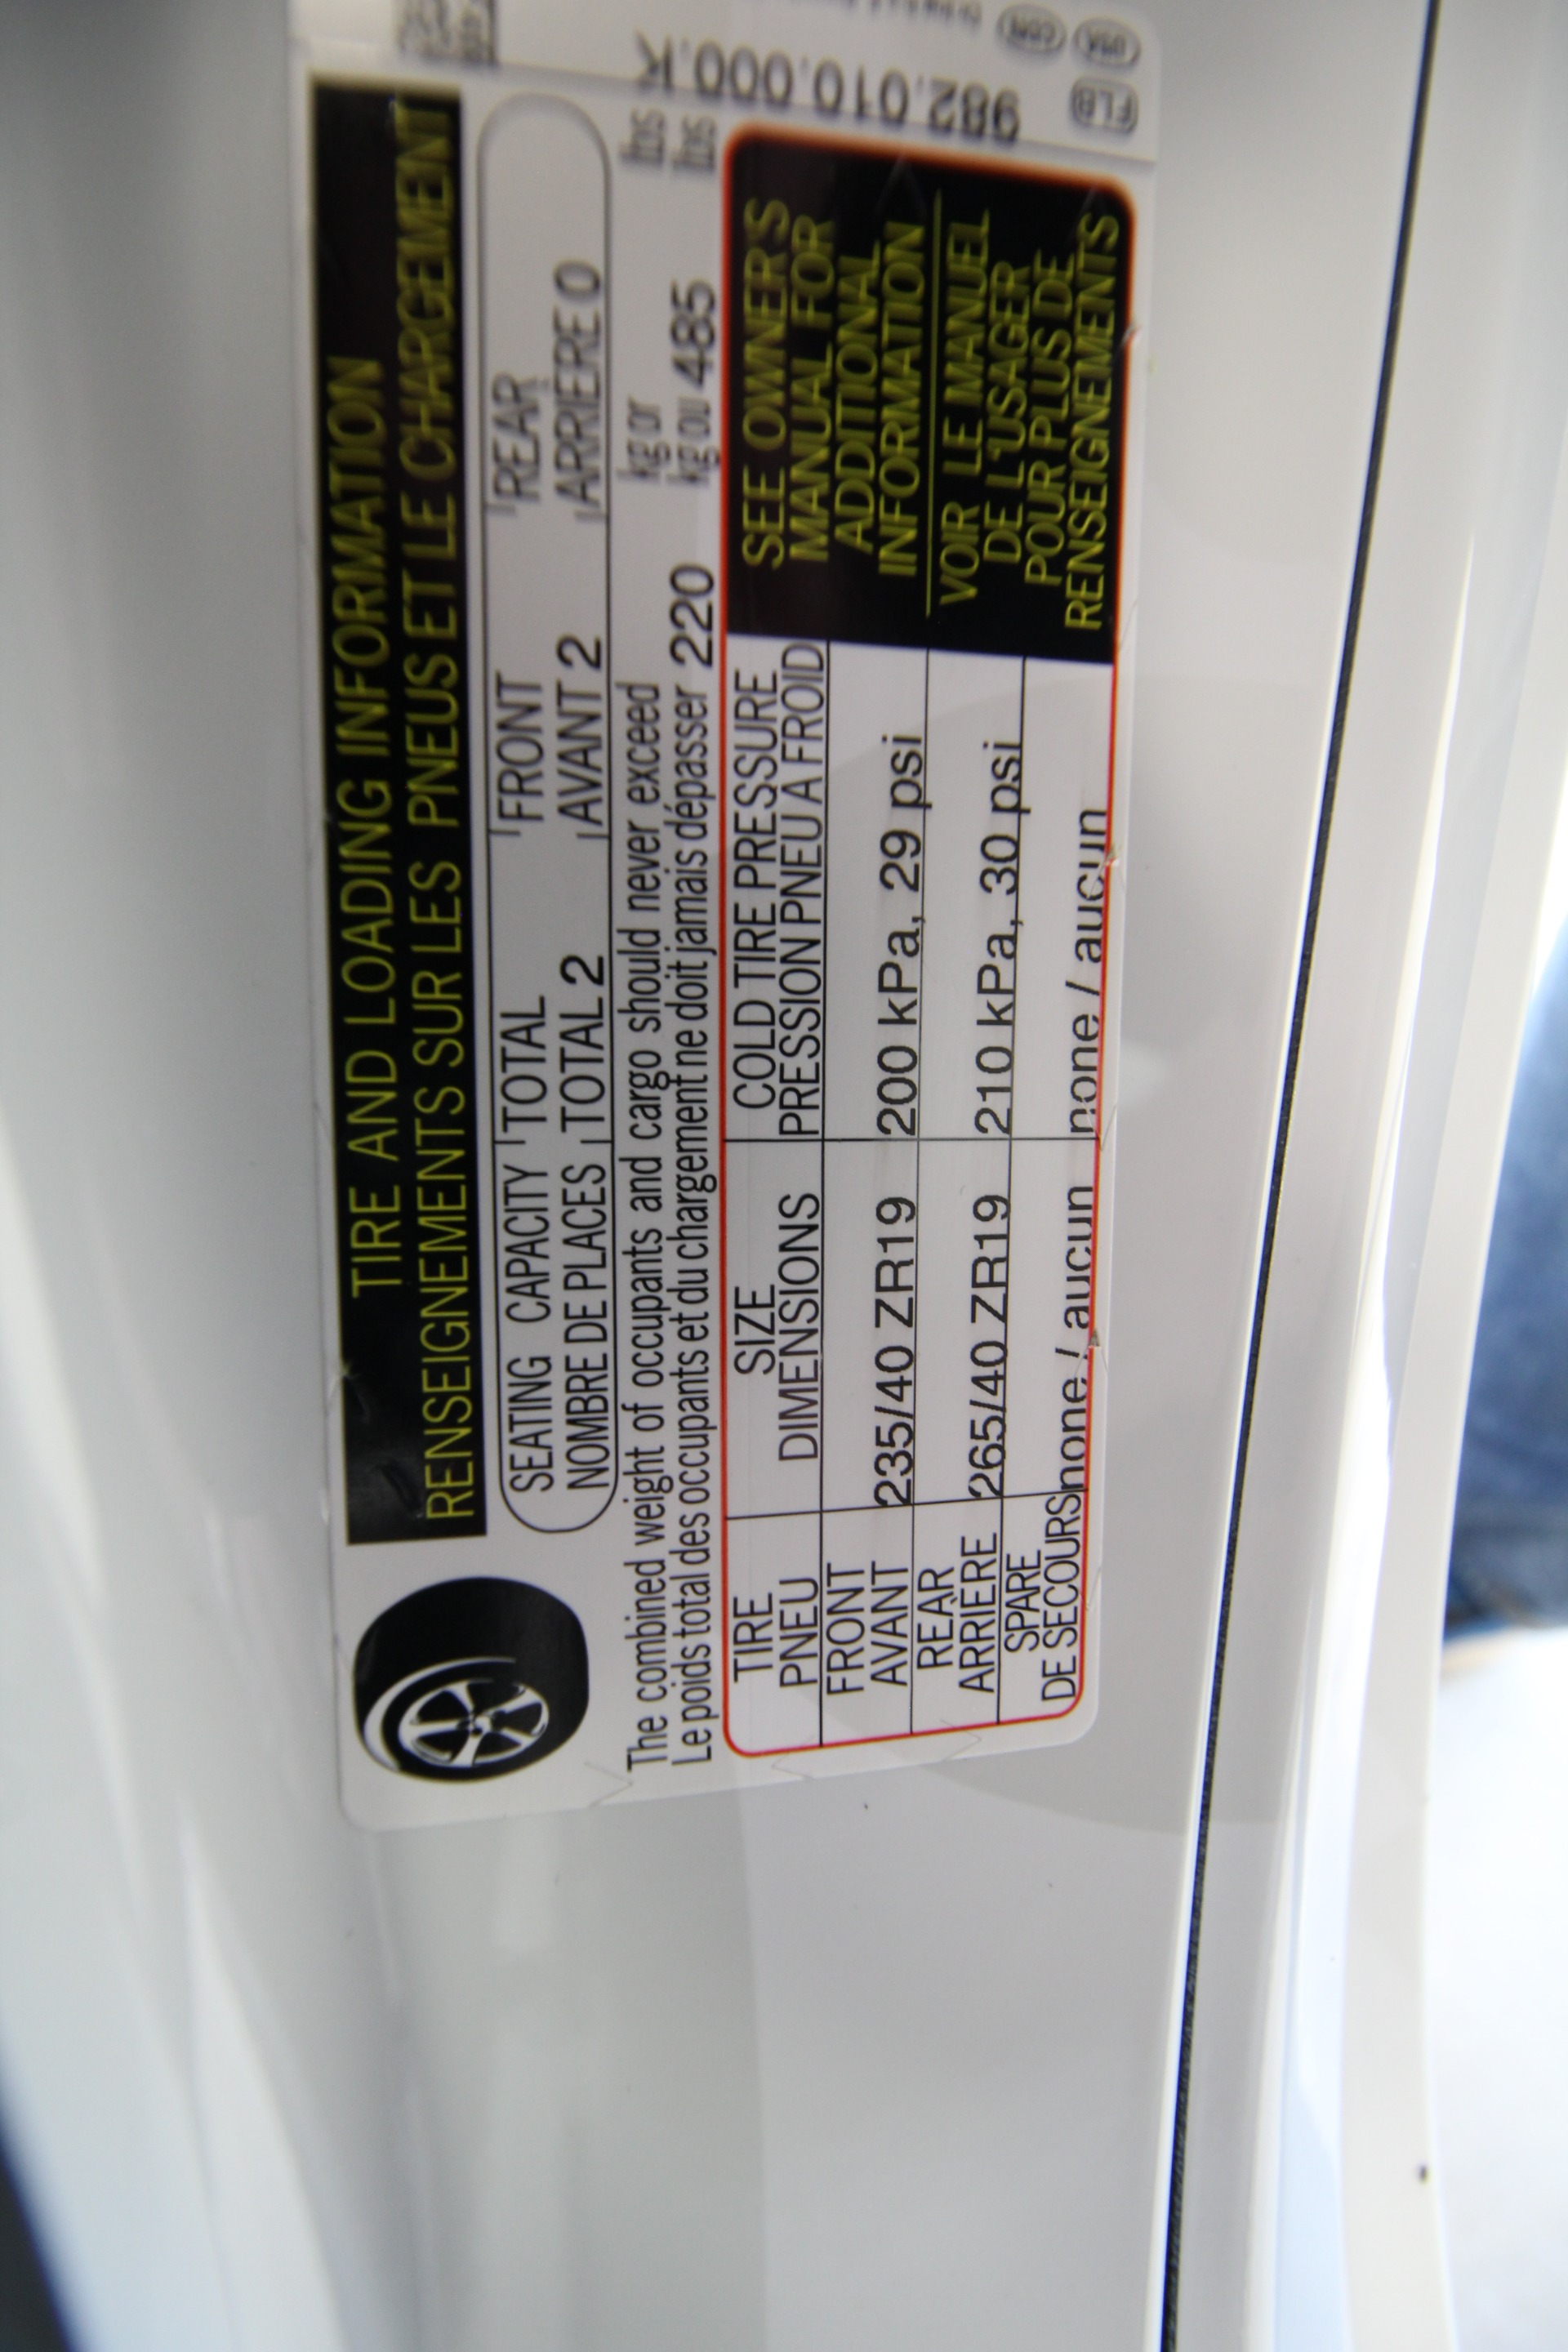 TIRE AND LOADING INFORMATION
RENSEIGNEMENTS SUR LES PNEUS ET LE CHARGEMENT
SEATING CAPACITY TOTAL FRONT REAR
NOMBRE DE PLACES TOTAL 2 AVANT 2 ARRIERE 0
The combined weight of occupants and cargo should never exceed kg or lbs
Le poids total des occupants et du chargement ne doit jamais dépasser 220 kg ou 485 lbs
TIRE SIZE COLD TIRE PRESSURE
PNEU DIMENSIONS PRESSION PNEU A FROID
FRONT
AVANT 235/40 ZR19 200 kPa, 29 psi
REAR
ARRIERE 265/40 ZR19 210 kPa, 30 psi
SPARE
DE SECOURS none / aucun none / aucun
SEE OWNER'S
MANUAL FOR
ADDITIONAL
INFORMATION
VOIR LE MANUEL
DE L'USAGER
POUR PLUS DE
RENSEIGNEMENTS
982.010.000.K
FLB
USA CDN